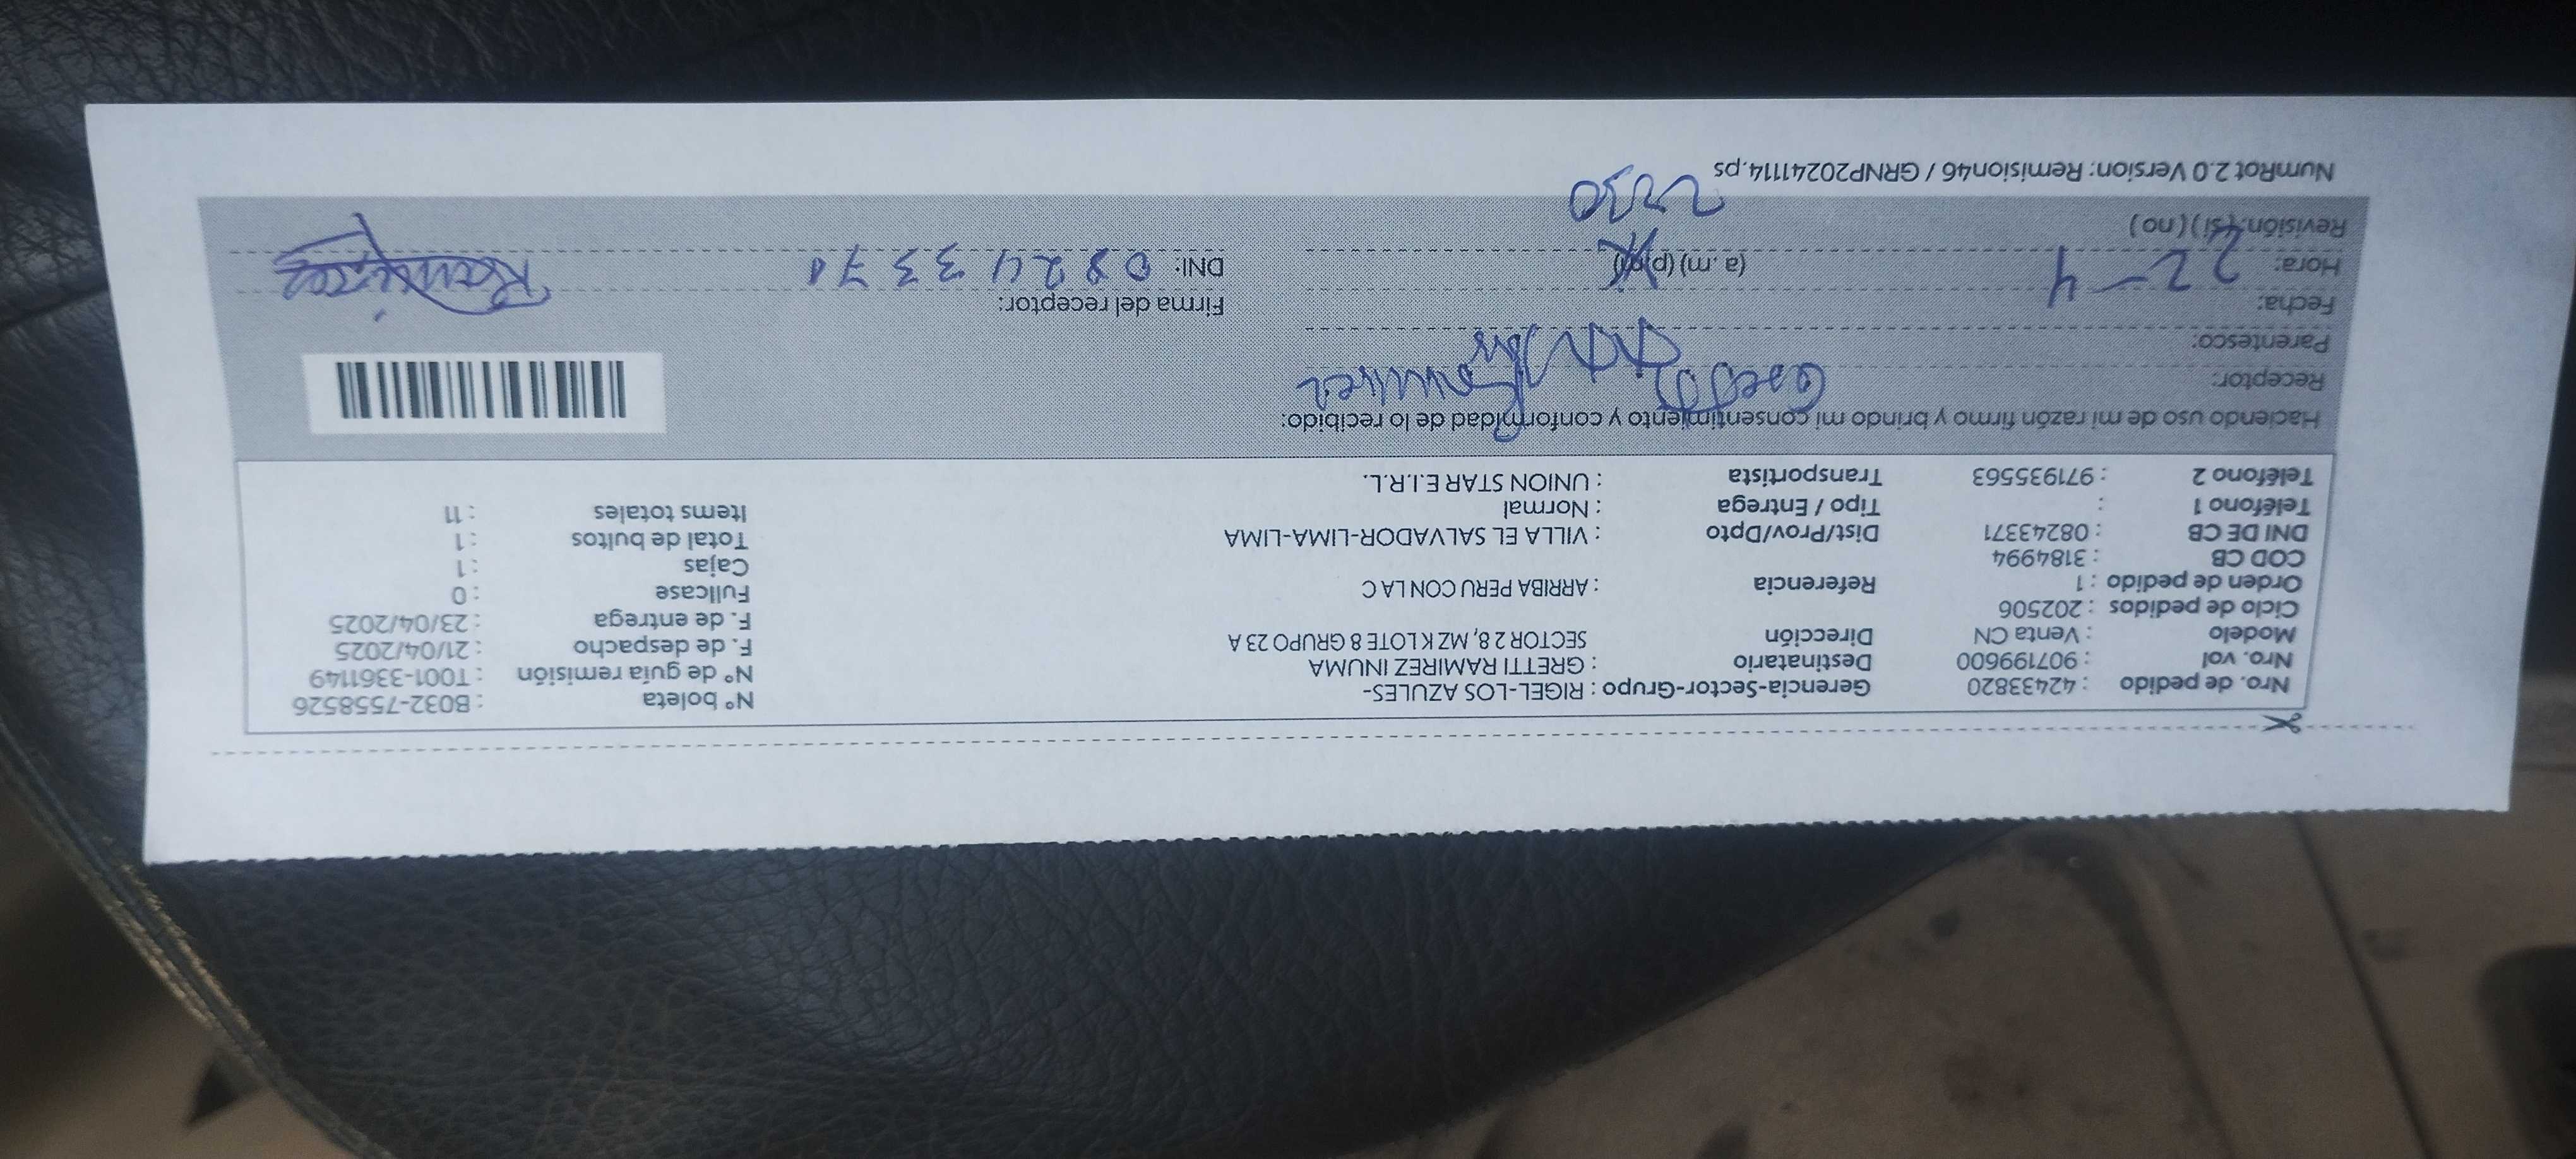 Nro. de pedido : 42433820
Nro. vol : 907199600
Modelo : Venta CN
Ciclo de pedidos : 202506
Orden de pedido : 1
COD CB : 3184994
DNI DE CB : 08243371
Teléfono 1 :
Teléfono 2 : 971935563
Gerencia-Sector-Grupo : RIGEL-LOS AZULES-
Destinatario : GRETTI RAMIREZ INUMA
Dirección SECTOR 2 8, MZ K LOTE 8 GRUPO 23 A
Referencia : ARRIBA PERU CON LA C
Dist/Prov/Dpto : VILLA EL SALVADOR-LIMA-LIMA
Tipo / Entrega : Normal
Transportista : UNION STAR E.I.R.L.
N° boleta : B032-7558526
N° de guía remisión : T001-3361149
F. de despacho : 21/04/2025
F. de entrega : 23/04/2025
Fullcase : 0
Cajas : 1
Total de bultos : 1
Items totales : 11
Haciendo uso de mi razón firmo y brindo mi consentimiento y conformidad de lo recibido:
Receptor: Ramirez
Parentesco:
Fecha: 22-4
Hora: (a. m) (p.m)
Revisión: (si) (no)
Firma del receptor: Ramirez
DNI: 08243371
NumRot 2.0 Version: Remision46 / GRNP20241114.ps